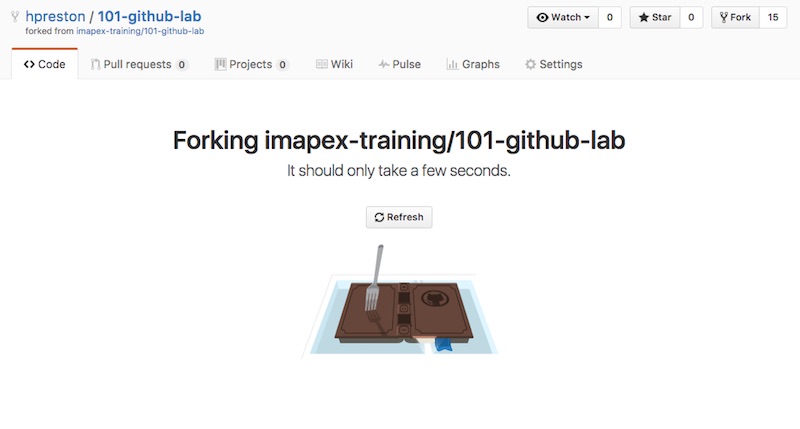 hpreston / 101-github-lab
forked from imapex-training/101-github-lab
Watch 0 Star 0 Fork 15
Code Pull requests 0 Projects 0 Wiki Pulse Graphs Settings
Forking imapex-training/101-github-lab
It should only take a few seconds.
Refresh